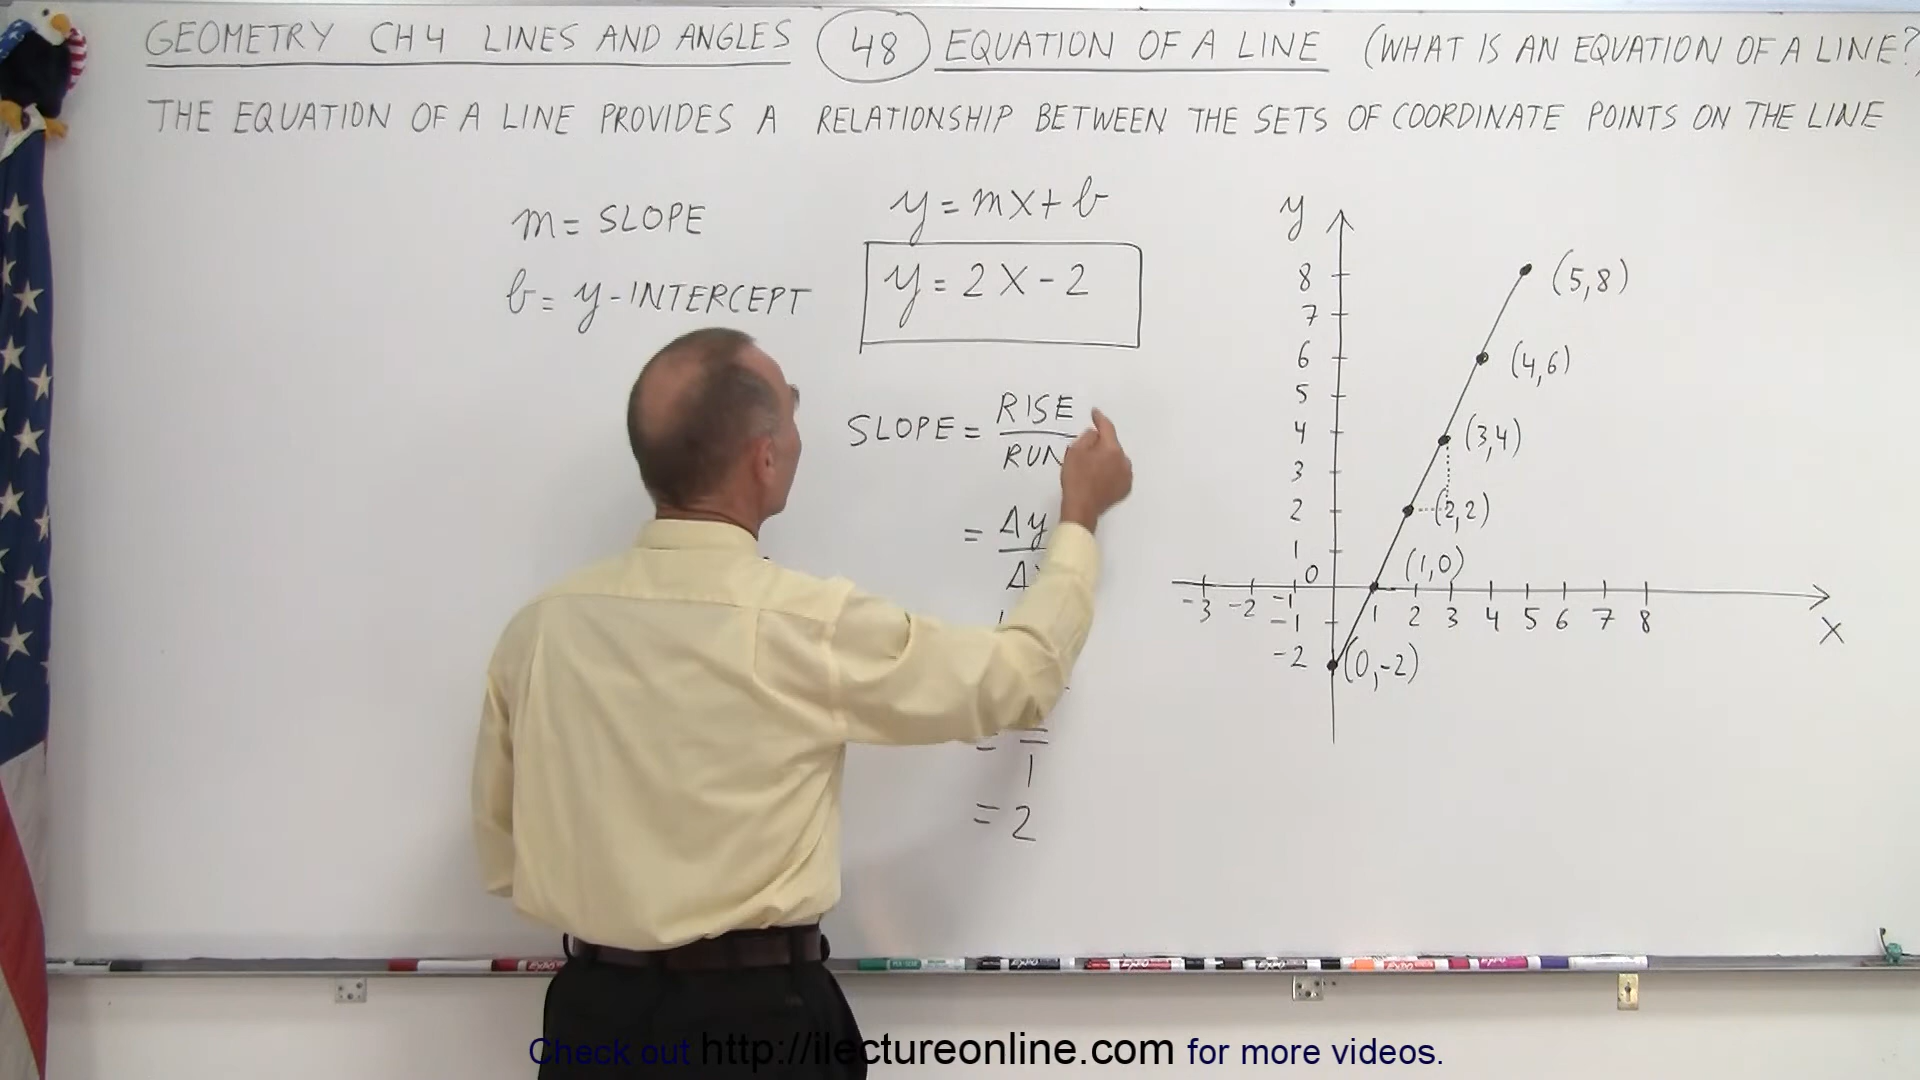 GEOMETRY CH4 LINES AND ANGLES 48 EQUATION OF A LINE (WHAT IS AN EQUATION OF A LINE?)
THE EQUATION OF A LINE PROVIDES A RELATIONSHIP BETWEEN THE SETS OF COORDINATE POINTS ON THE LINE
m = SLOPE
b = y-INTERCEPT
y = mx + b
y = 2x - 2
SLOPE = RISE
RUN
= Δy
Δ
=
1
= 2
y
8 (5,8)
7
6 (4,6)
5
4 (3,4)
3
2 (2,2)
1
0 (1,0)
-3 -2 -1 1 2 3 4 5 6 7 8
x
-1
-2 (0,-2)
Check out http://ilectureonline.com for more videos.